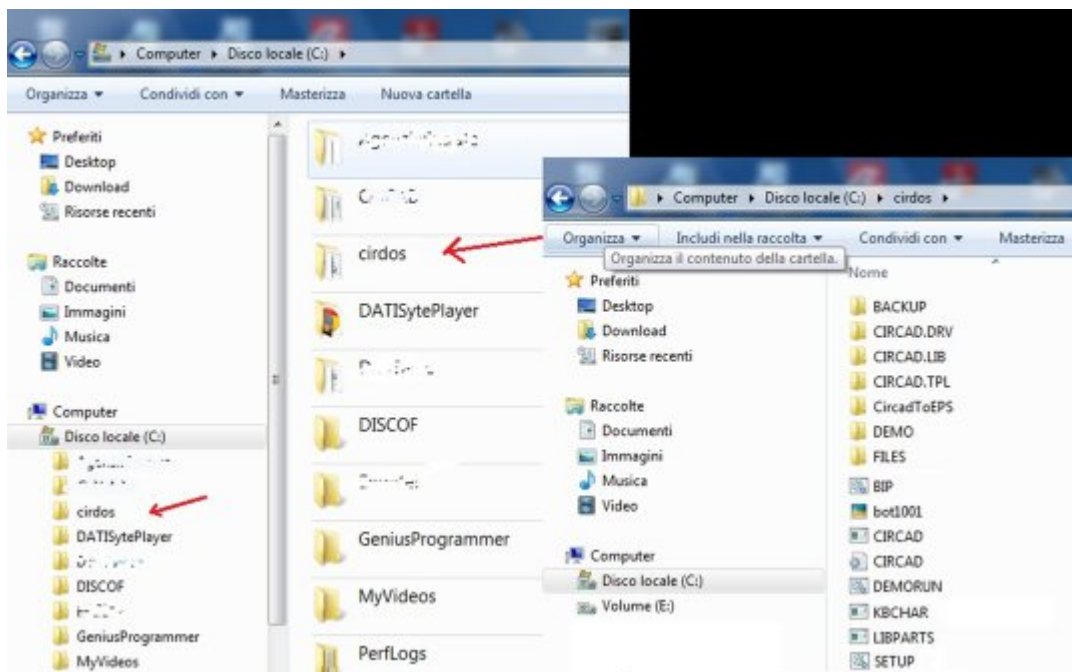 Computer ▸ Disco locale (C:) ▸
Organizza ▾ Condividi con ▾ Masterizza Nuova cartella
Preferiti
Desktop
Download
Risorse recenti
Raccolte
Documenti
Immagini
Musica
Video
Computer
Disco locale (C:)
cirdos
DATISytePlayer
DISCOF
GeniusProgrammer
MyVideos
cirdos
DATISytePlayer
DISCOF
GeniusProgrammer
MyVideos
PerfLogs
▸ Computer ▸ Disco locale (C:) ▸ cirdos ▸
Organizza ▾ Includi nella raccolta ▾ Condividi con ▾ Masterizza
Organizza il contenuto della cartella.
Preferiti
Desktop
Download
Risorse recenti
Raccolte
Documenti
Immagini
Musica
Video
Computer
Disco locale (C:)
Volume (E:)
Nome
BACKUP
CIRCAD.DRV
CIRCAD.LIB
CIRCAD.TPL
CircadToEPS
DEMO
FILES
BIP
bot1001
CIRCAD
CIRCAD
DEMORUN
KBCHAR
LIBPARTS
SETUP